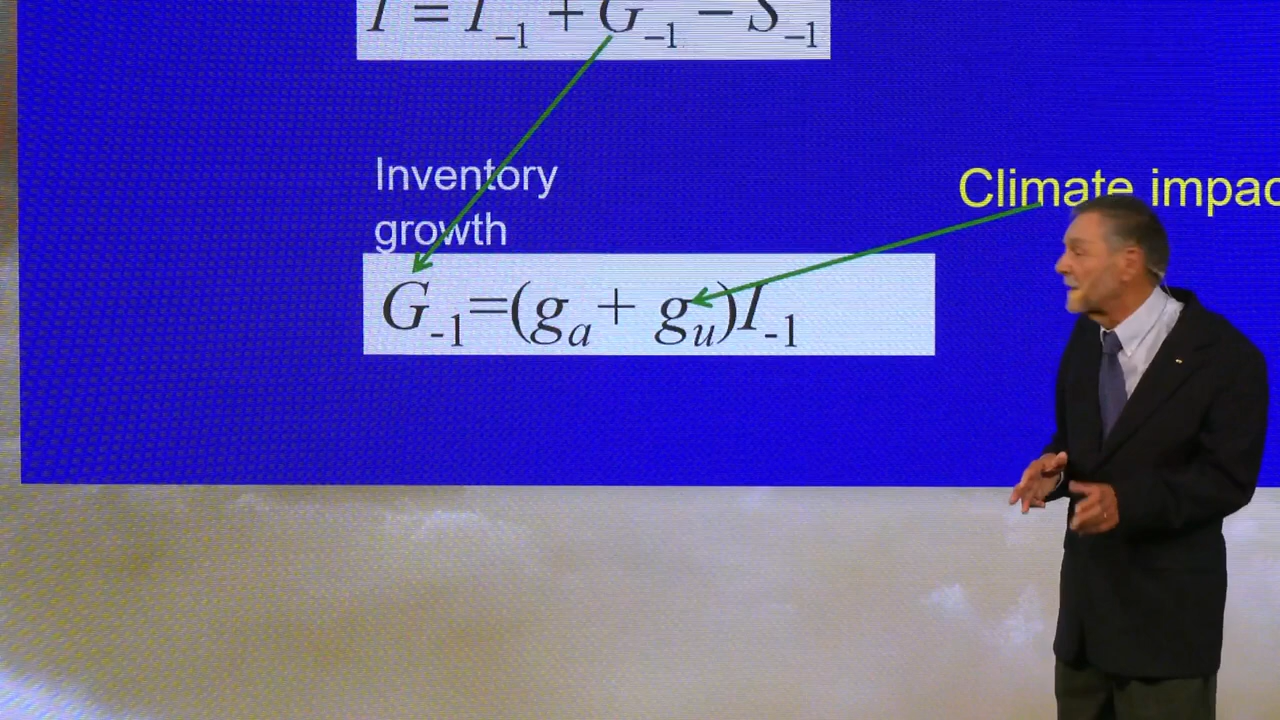 I = I₋₁ + G₋₁ − S₋₁
Inventory
growth
Climate impac
G₋₁=(gₐ+ gᵤ)I₋₁